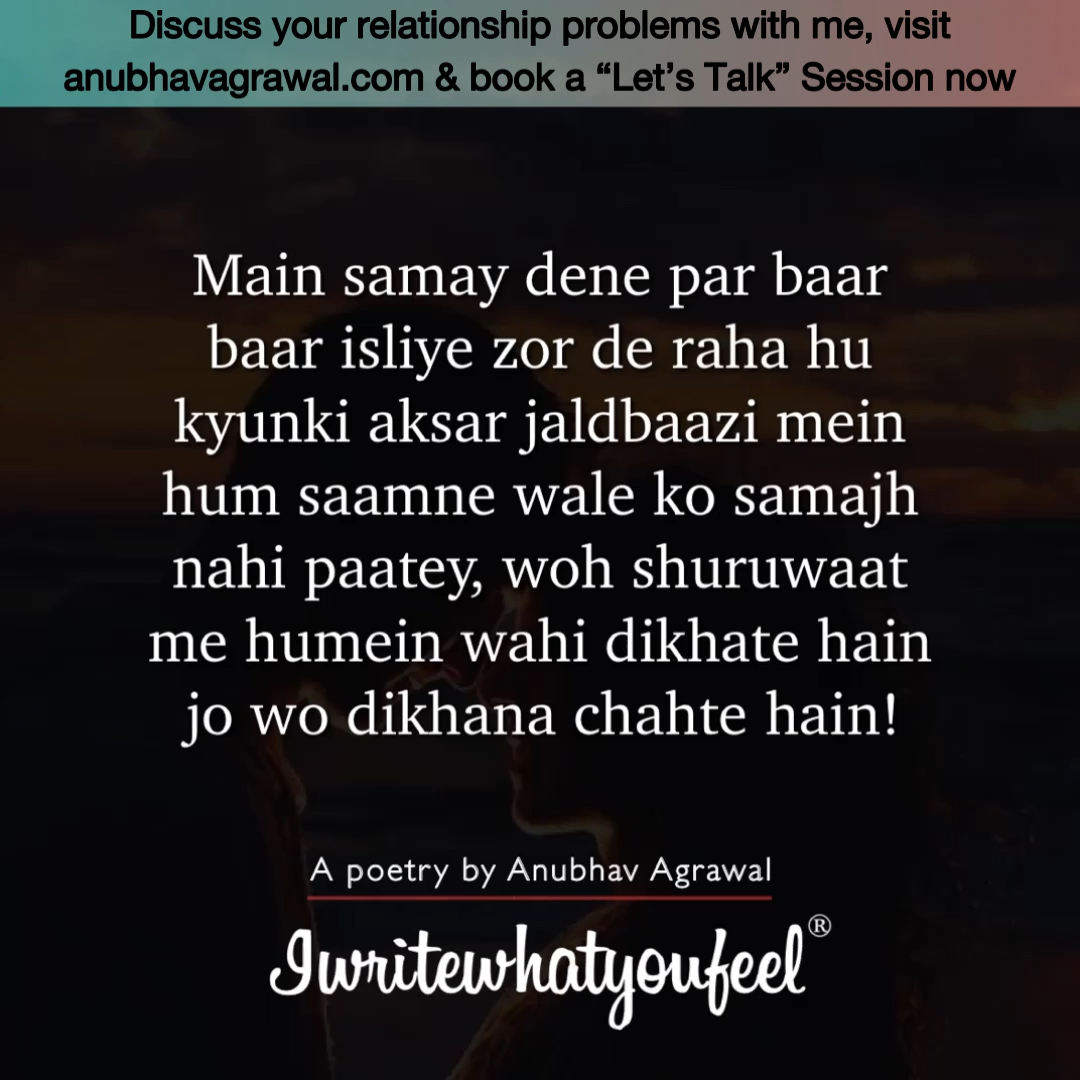 Discuss your relationship problems with me, visit
anubhavagrawal.com & book a “Let’s Talk” Session now
Main samay dene par baar
baar isliye zor de raha hu
kyunki aksar jaldbaazi mein
hum saamne wale ko samajh
nahi paatey, woh shuruwaat
me humein wahi dikhate hain
jo wo dikhana chahte hain!
A poetry by Anubhav Agrawal
Iwritewhatyoufeel®